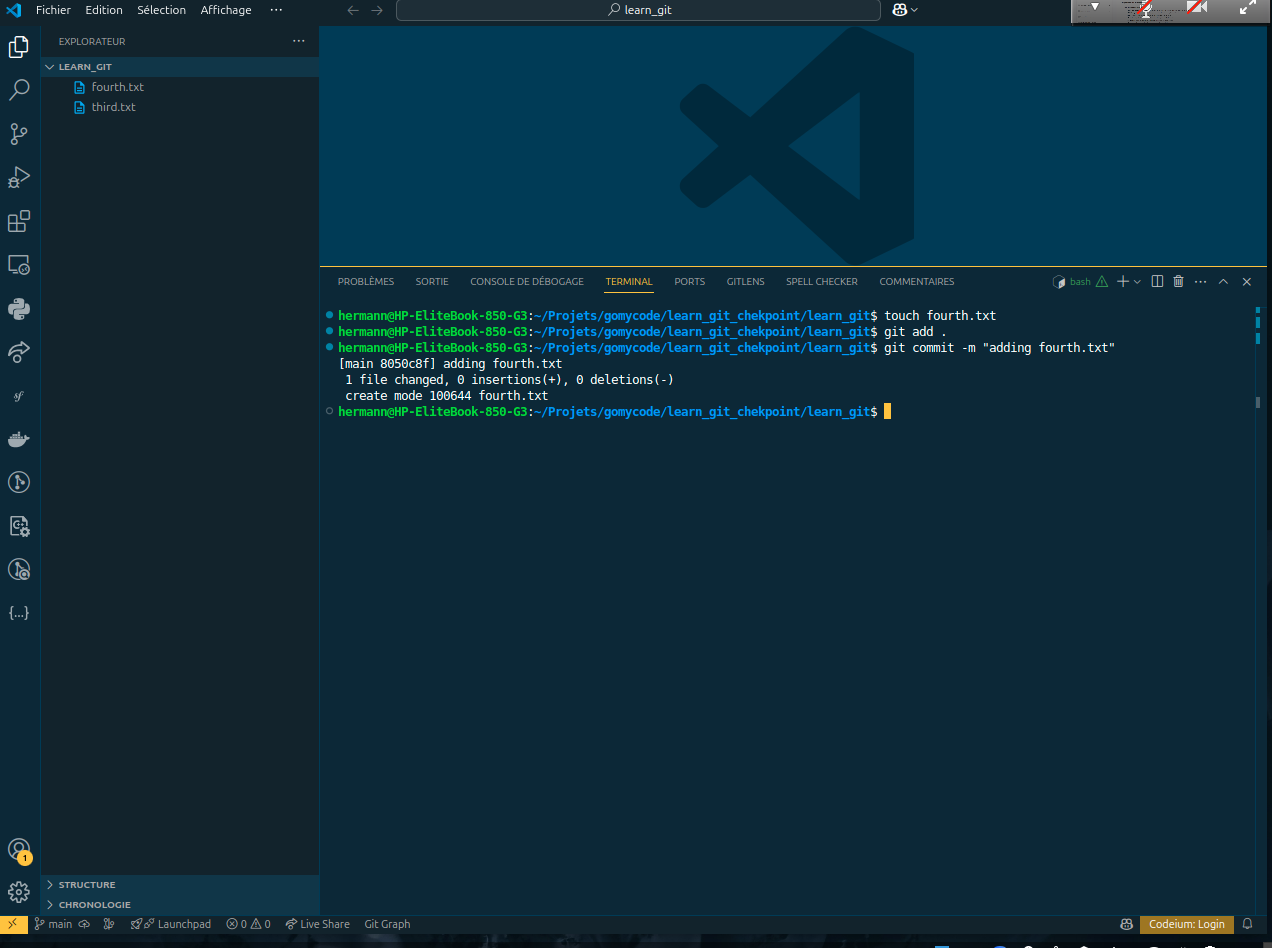 Fichier Edition Sélection Affichage ··· learn_git
EXPLORATEUR ···
LEARN_GIT
fourth.txt
third.txt
PROBLÈMES SORTIE CONSOLE DE DÉBOGAGE TERMINAL PORTS GITLENS SPELL CHECKER COMMENTAIRES bash
hermann@HP-EliteBook-850-G3:~/Projets/gomycode/learn_git_chekpoint/learn_git$ touch fourth.txt
hermann@HP-EliteBook-850-G3:~/Projets/gomycode/learn_git_chekpoint/learn_git$ git add .
hermann@HP-EliteBook-850-G3:~/Projets/gomycode/learn_git_chekpoint/learn_git$ git commit -m "adding fourth.txt"
[main 8050c8f] adding fourth.txt
1 file changed, 0 insertions(+), 0 deletions(-)
create mode 100644 fourth.txt
hermann@HP-EliteBook-850-G3:~/Projets/gomycode/learn_git_chekpoint/learn_git$
sf
{...}
1
STRUCTURE
CHRONOLOGIE
main Launchpad 0 0 Live Share Git Graph Codeium: Login